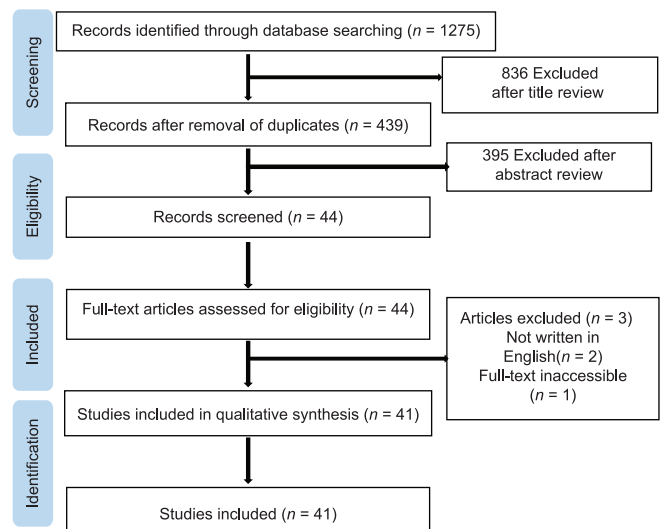 Screening
Records identified through database searching (n = 1275)
836 Excluded
after title review
Records after removal of duplicates (n = 439)
395 Excluded after
abstract review
Eligibility
Records screened (n = 44)
Included
Full-text articles assessed for eligibility (n = 44)
Articles excluded (n = 3)
Not written in
English(n = 2)
Full-text inaccessible
(n = 1)
Studies included in qualitative synthesis (n = 41)
Identification
Studies included (n = 41)